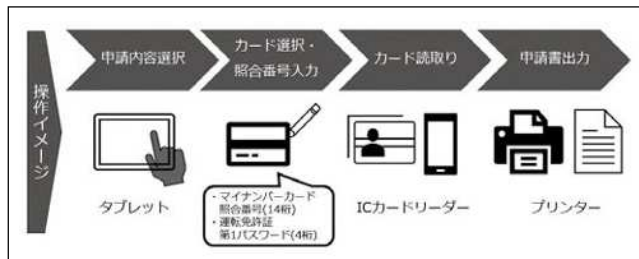 操作イメージ
申請内容選択
カード選択・
照合番号入力
カード読取り
申請書出力
タブレット
・マイナンバーカード
照合番号(14桁)
・運転免許証
第1パスワード(4桁)
ICカードリーダー
プリンター